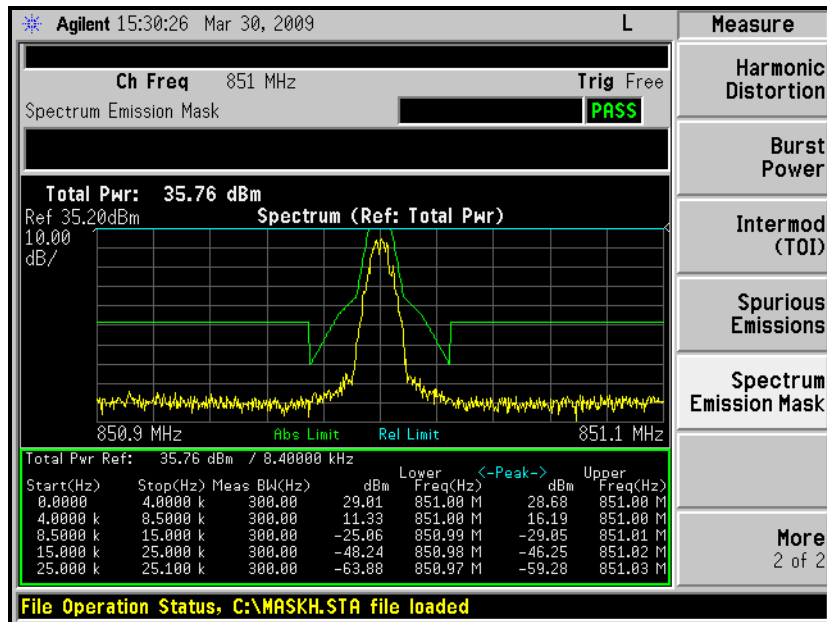 Agilent 15:30:26 Mar 30, 2009 L
Measure
Ch Freq 851 MHz Trig Free
Spectrum Emission Mask PASS
Harmonic
Distortion
Burst
Power
Intermod
(TOI)
Spurious
Emissions
Spectrum
Emission Mask
More
2 of 2
Total Pwr: 35.76 dBm
Ref 35.20dBm Spectrum (Ref: Total Pwr)
10.00
dB/
850.9 MHz Abs Limit Rel Limit 851.1 MHz
Total Pwr Ref: 35.76 dBm / 8.40000 kHz
Lower <-Peak-> Upper
Start(Hz) Stop(Hz) Meas BW(Hz) dBm Freq(Hz) dBm Freq(Hz)
0.0000 4.0000 k 300.00 29.01 851.00 M 28.68 851.00 M
4.0000 k 8.5000 k 300.00 11.33 851.00 M 16.19 851.00 M
8.5000 k 15.000 k 300.00 -25.06 850.99 M -29.05 851.01 M
15.000 k 25.000 k 300.00 -48.24 850.98 M -46.25 851.02 M
25.000 k 25.100 k 300.00 -63.88 850.97 M -59.28 851.03 M
File Operation Status, C:\MASKH.STA file loaded